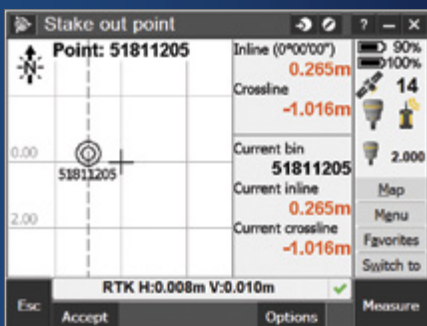 Stake out point
? – ×
Point: 51811205
N
0.00
51811205
2.00
Inline (0°00'00")
0.265m
Crossline
-1.016m
Current bin
51811205
Current inline
0.265m
Current crossline
-1.016m
90%
100%
14
2.000
Map
Menu
Favorites
Switch to
RTK H:0.008m V:0.010m
Esc
Accept
Options
Measure